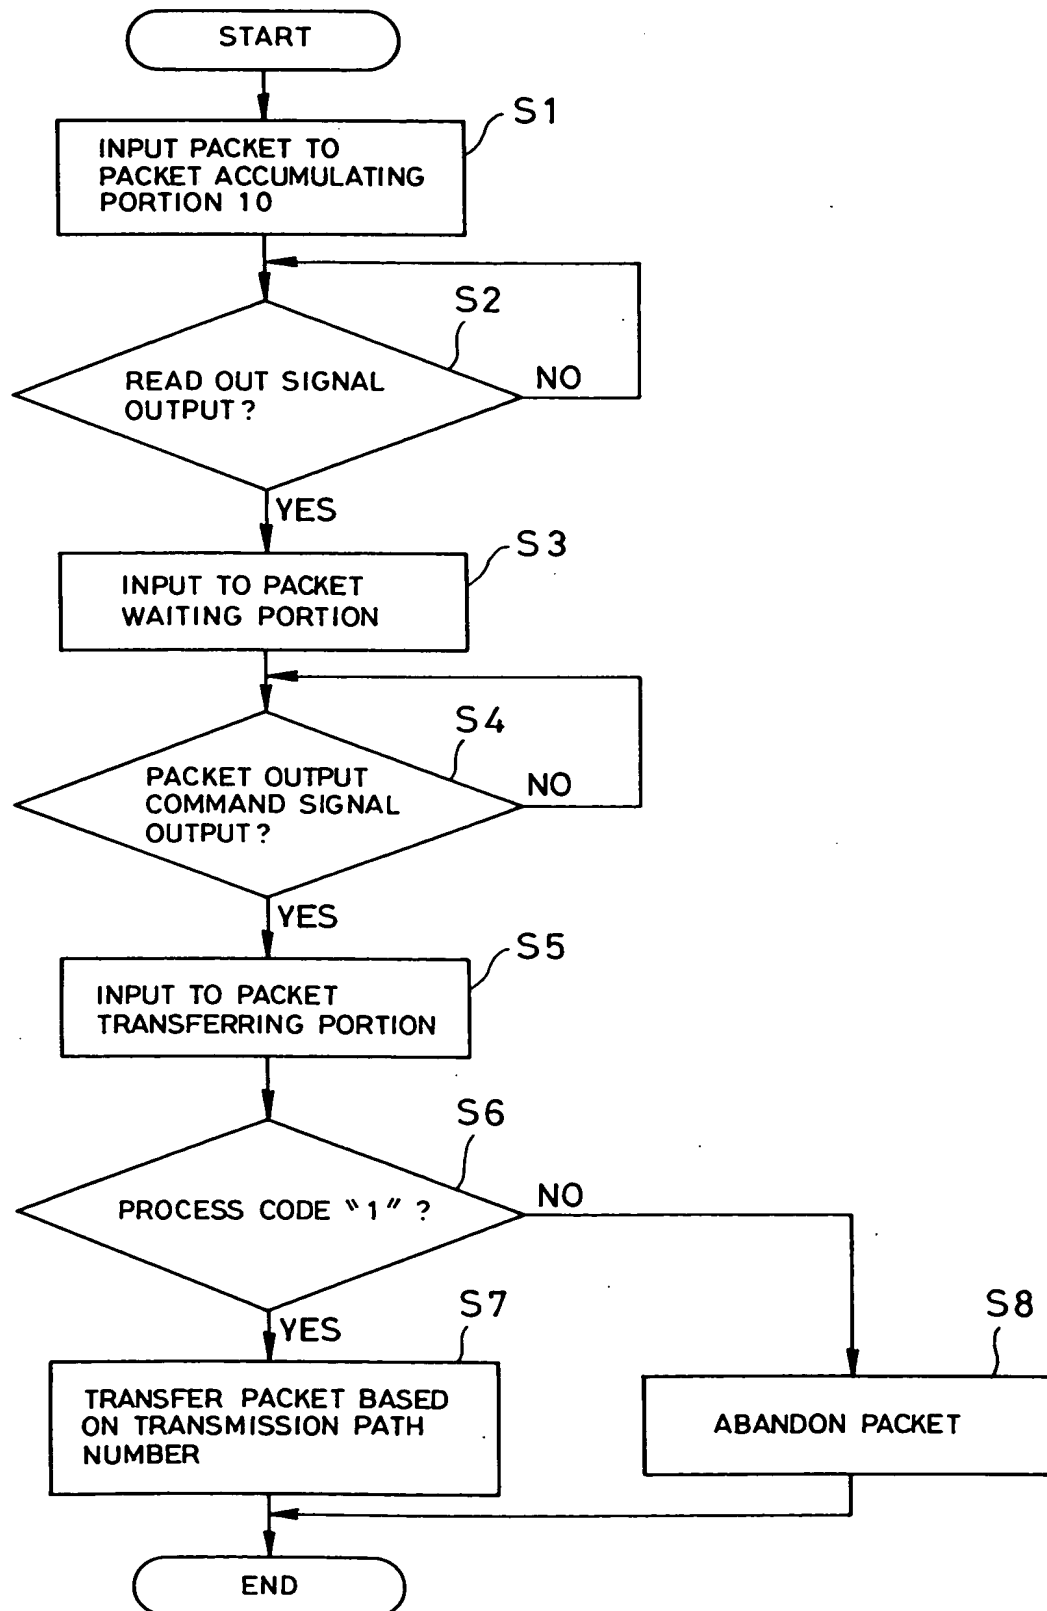 START
S1
INPUT PACKET TO
PACKET ACCUMULATING
PORTION 10
S2
READ OUT SIGNAL
OUTPUT?
NO
YES
S3
INPUT TO PACKET
WAITING PORTION
S4
PACKET OUTPUT
COMMAND SIGNAL
OUTPUT?
NO
YES
S5
INPUT TO PACKET
TRANSFERRING PORTION
S6
PROCESS CODE "1" ?
NO
YES
S7
TRANSFER PACKET BASED
ON TRANSMISSION PATH
NUMBER
S8
ABANDON PACKET
END